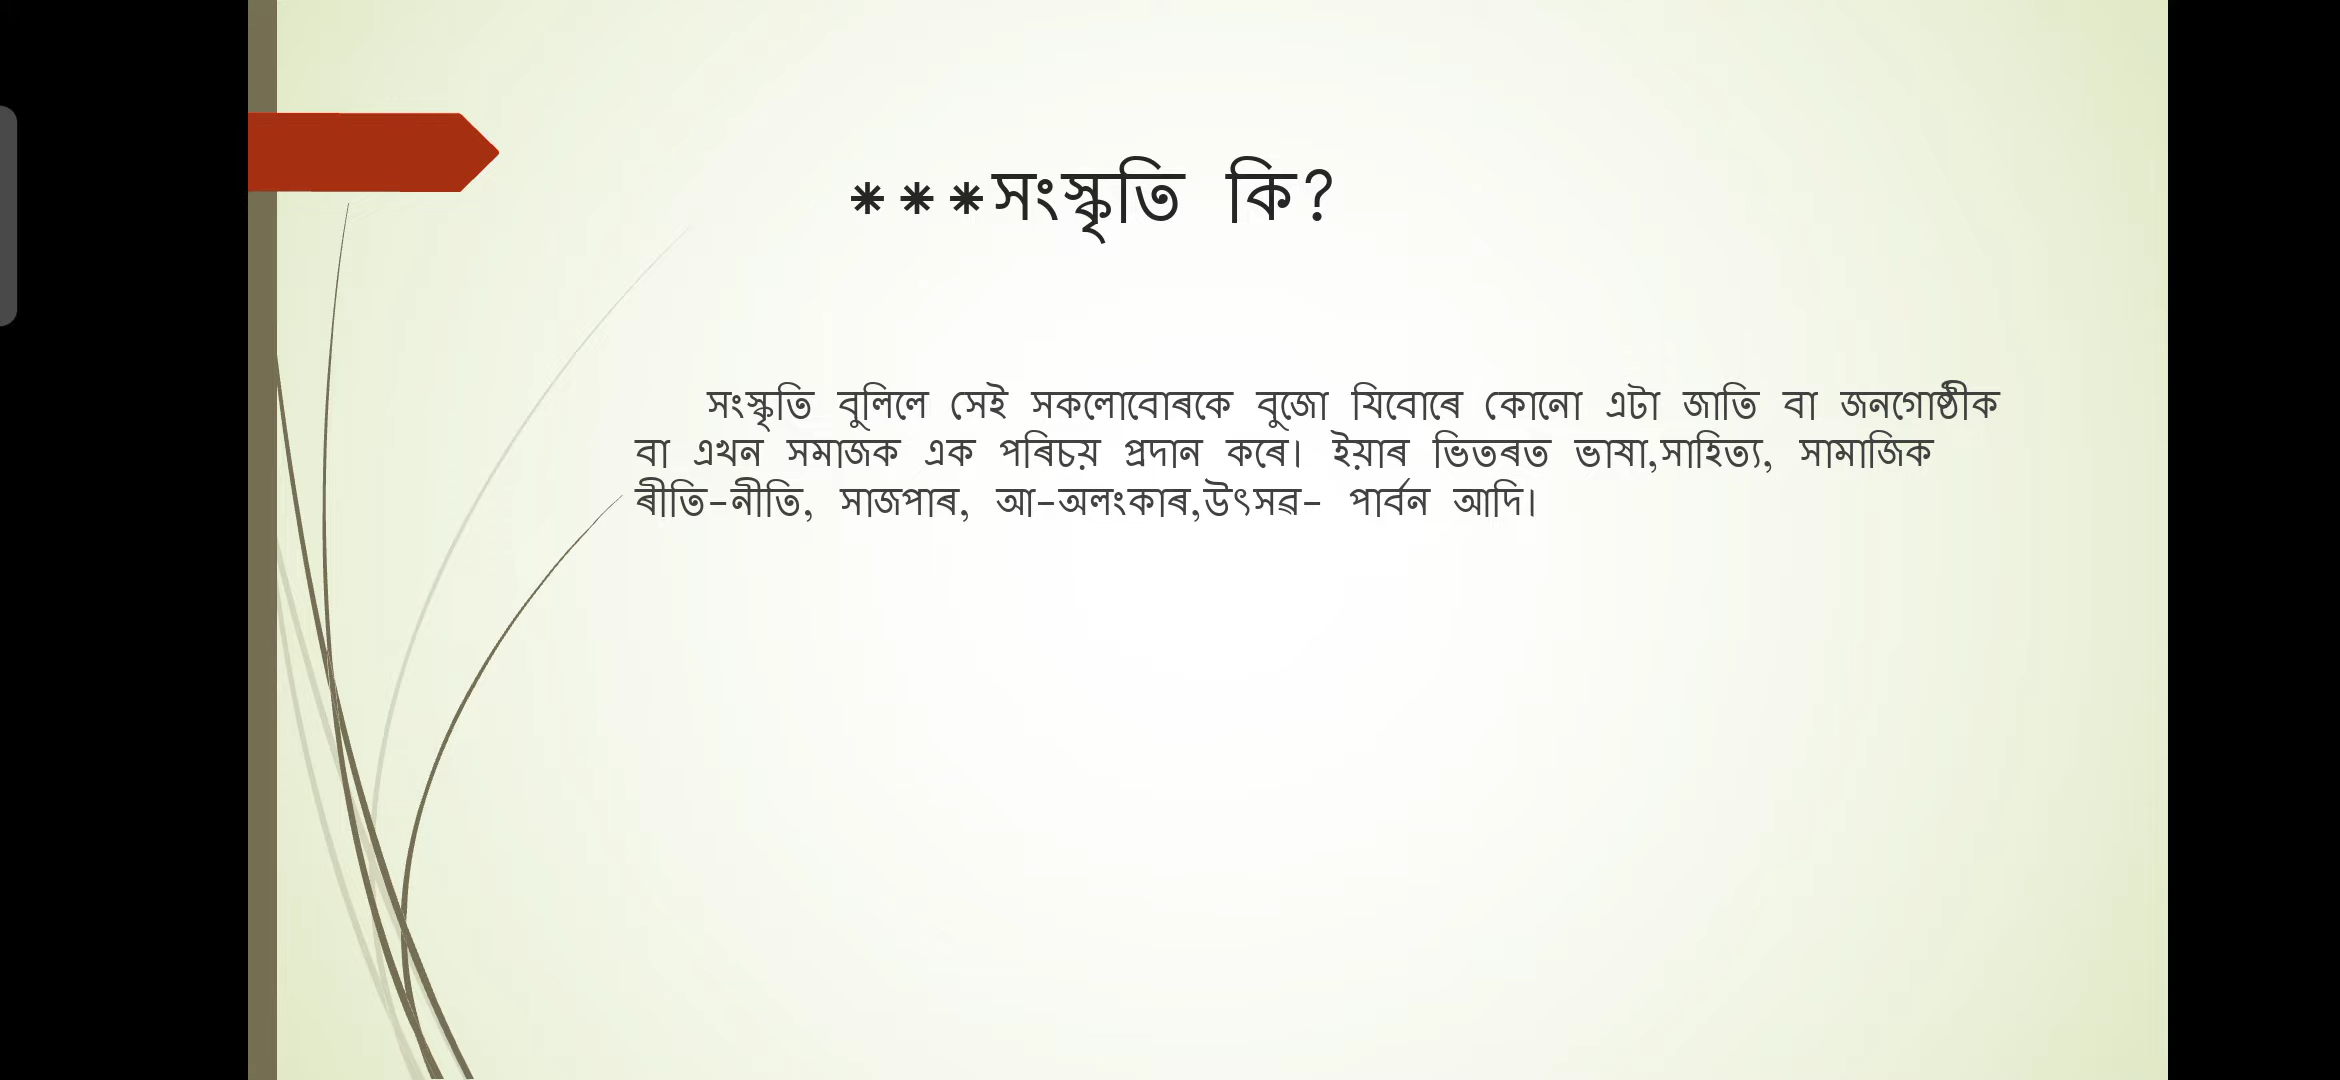 ***সংস্কৃতি কি?
সংস্কৃতি বুলিলে সেই সকলোবোৰকে বুজো যিবোৰে কোনো এটা জাতি বা জনগোষ্ঠীক
বা এখন সমাজক এক পৰিচয় প্ৰদান কৰে। ইয়াৰ ভিতৰত ভাষা,সাহিত্য, সামাজিক
ৰীতি-নীতি, সাজপাৰ, আ-অলংকাৰ,উৎসৱ- পাৰ্বন আদি।